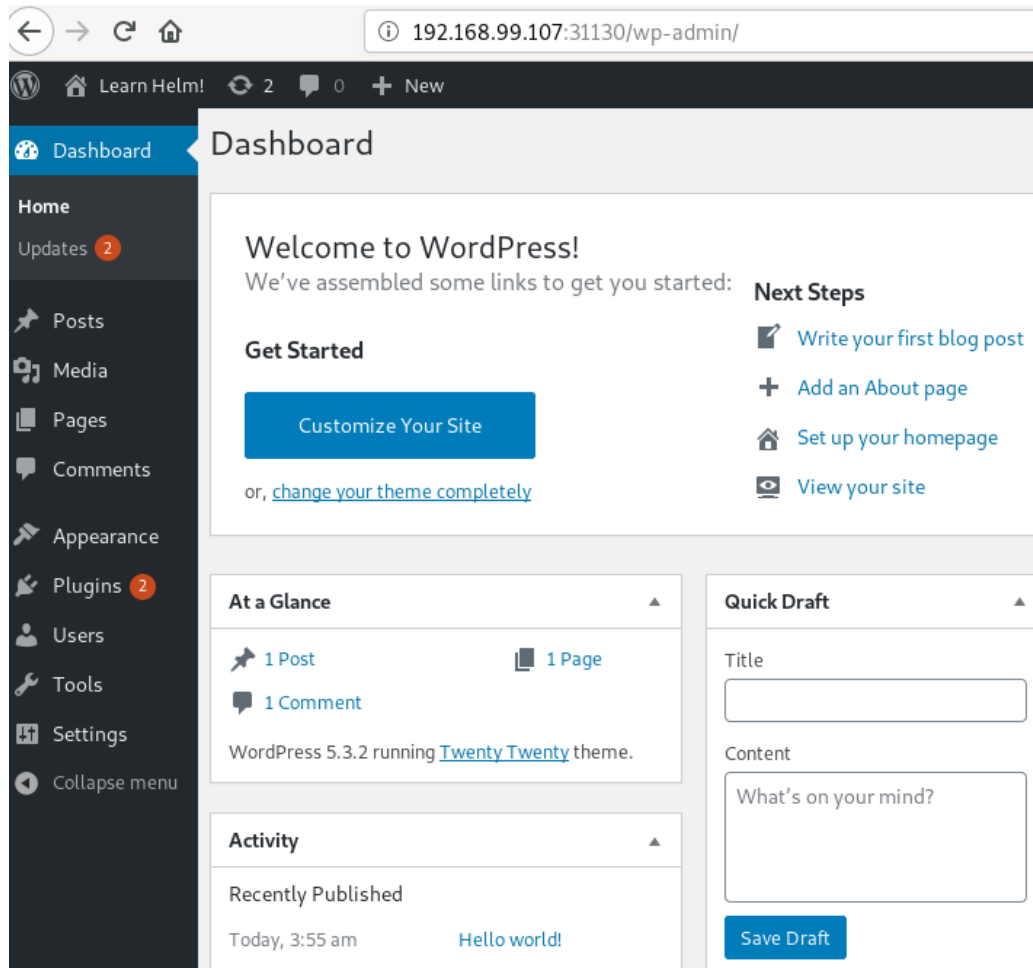 192.168.99.107:31130/wp-admin/
Learn Helm! 2 0 + New
Dashboard
Home
Updates 2
Posts
Media
Pages
Comments
Appearance
Plugins 2
Users
Tools
Settings
Collapse menu
Dashboard
Welcome to WordPress!
We've assembled some links to get you started:
Get Started
Customize Your Site
or, change your theme completely
Next Steps
Write your first blog post
Add an About page
Set up your homepage
View your site
At a Glance
1 Post 1 Page
1 Comment
WordPress 5.3.2 running Twenty Twenty theme.
Activity
Recently Published
Today, 3:55 am Hello world!
Quick Draft
Title
Content
What's on your mind?
Save Draft